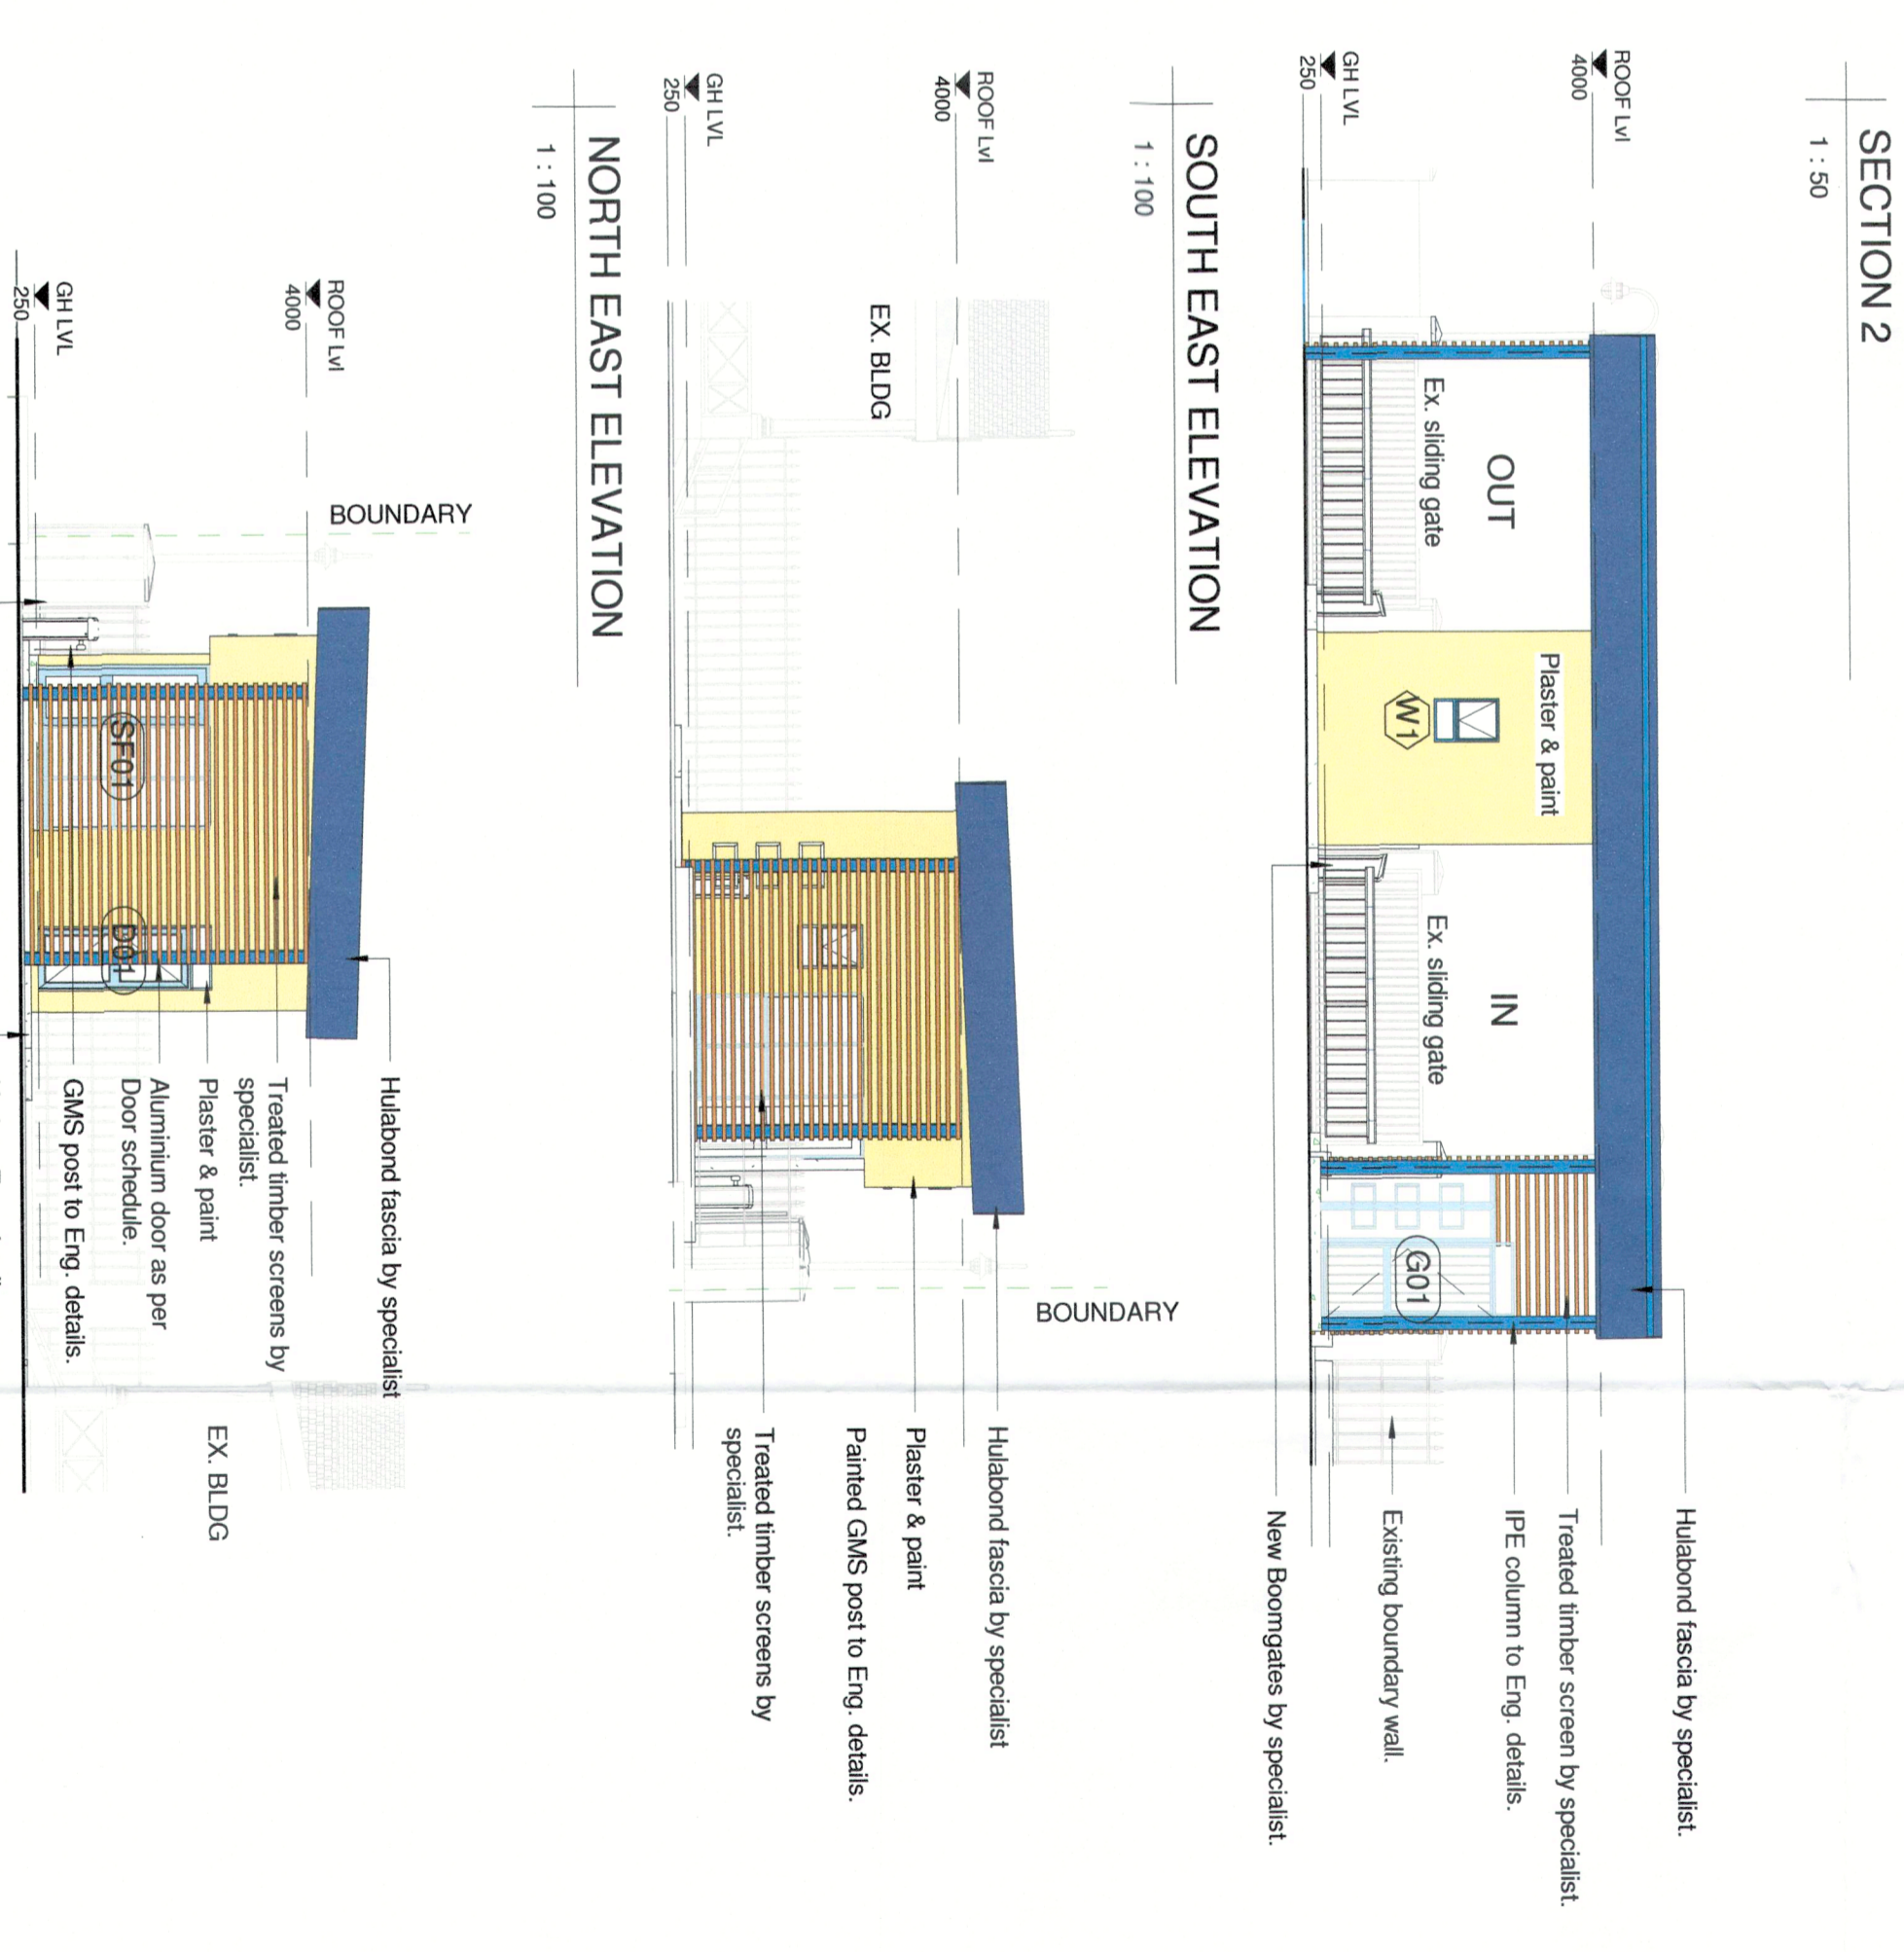 SECTION 2
1 : 50
ROOF Lvl
4000
GH LVL
250
OUT
Ex. sliding gate
Plaster & paint
W1
IN
Ex. sliding gate
G01
Hulabond fascia by specialist.
Treated timber screen by specialist.
IPE column to Eng. details.
Existing boundary wall.
New Boomgates by specialist.
SOUTH EAST ELEVATION
1 : 100
ROOF Lvl
4000
GH LVL
250
EX. BLDG
BOUNDARY
Hulabond fascia by specialist
Plaster & paint
Painted GMS post to Eng. details.
Treated timber screens by
specialist.
NORTH EAST ELEVATION
1 : 100
ROOF Lvl
4000
GH LVL
250
BOUNDARY
SF01
D01
Hulabond fascia by specialist
Treated timber screens by
specialist.
Plaster & paint
Aluminium door as per
Door schedule.
GMS post to Eng. details.
EX. BLDG